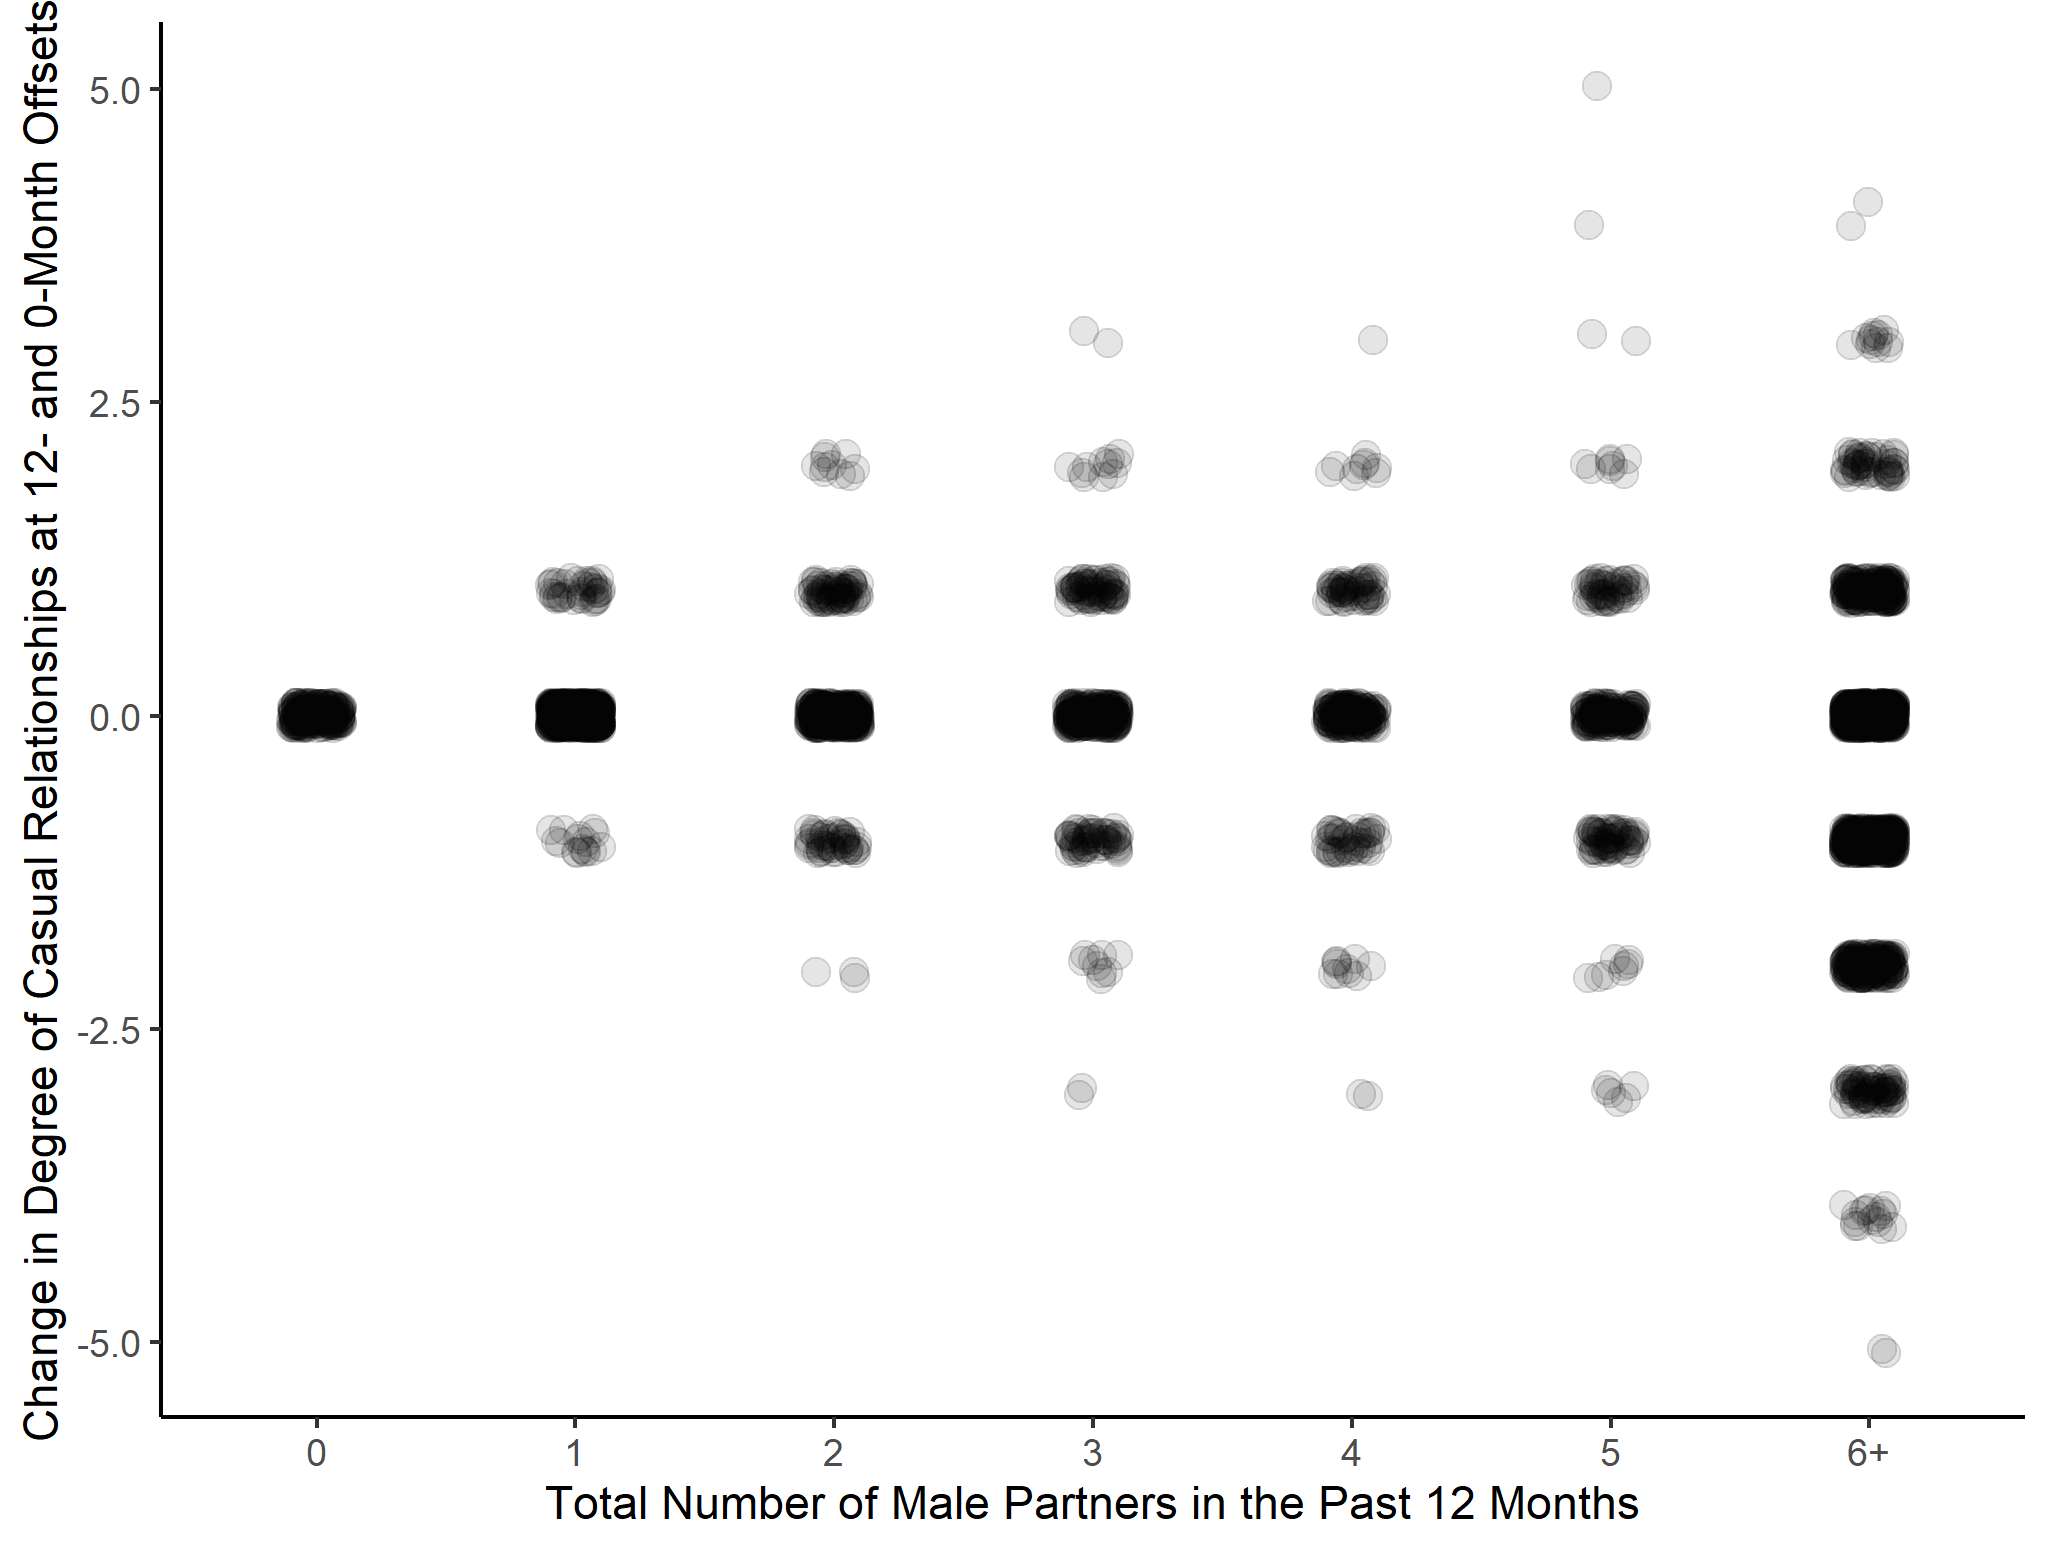 Change in Degree of Casual Relationships at 12- and 0-Month Offsets
5.0
2.5
0.0
-2.5
-5.0
0 1 2 3 4 5 6+
Total Number of Male Partners in the Past 12 Months